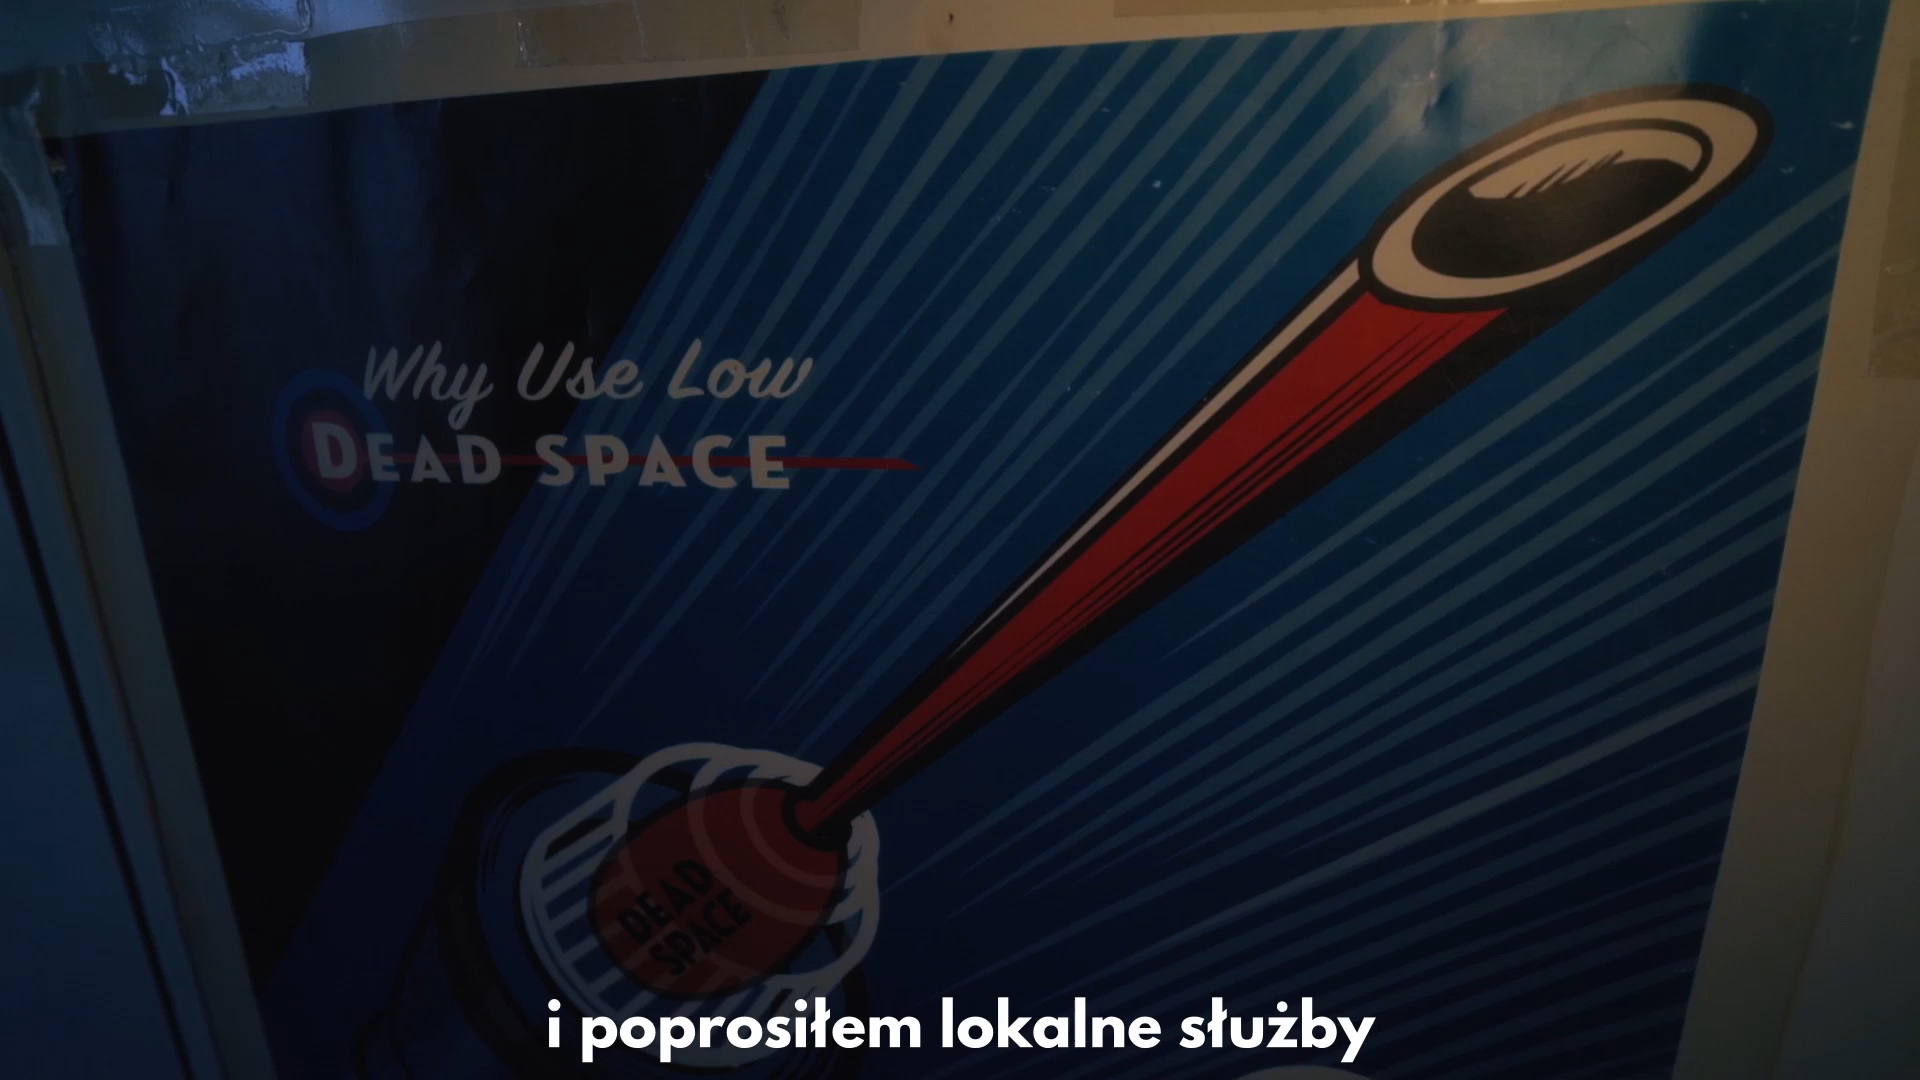 Why Use Low
DEAD SPACE
DEAD
SPACE
i poprosiłem lokalne służby